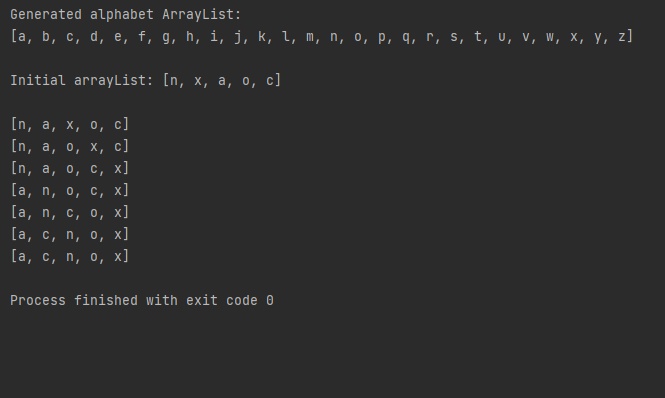 Generated alphabet ArrayList:
[a, b, c, d, e, f, g, h, i, j, k, l, m, n, o, p, q, r, s, t, u, v, w, x, y, z]
Initial arrayList: [n, x, a, o, c]
[n, a, x, o, c]
[n, a, o, x, c]
[n, a, o, c, x]
[a, n, o, c, x]
[a, n, c, o, x]
[a, c, n, o, x]
[a, c, n, o, x]
Process finished with exit code 0